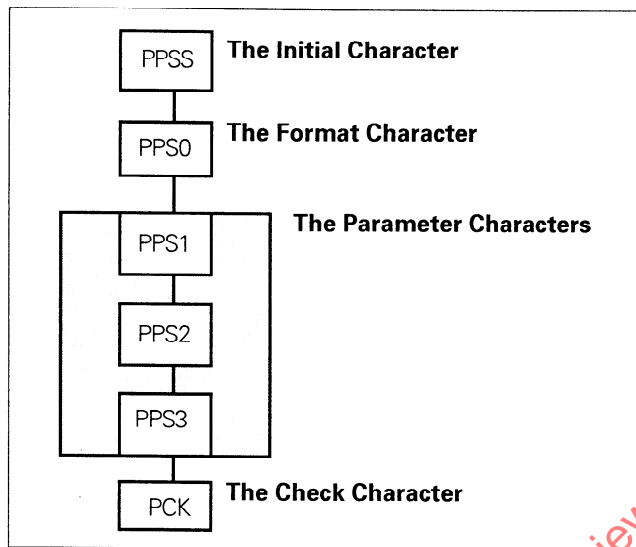 PPSS The Initial Character
PPS0 The Format Character
The Parameter Characters
PPS1
PPS2
PPS3
PCK The Check Character